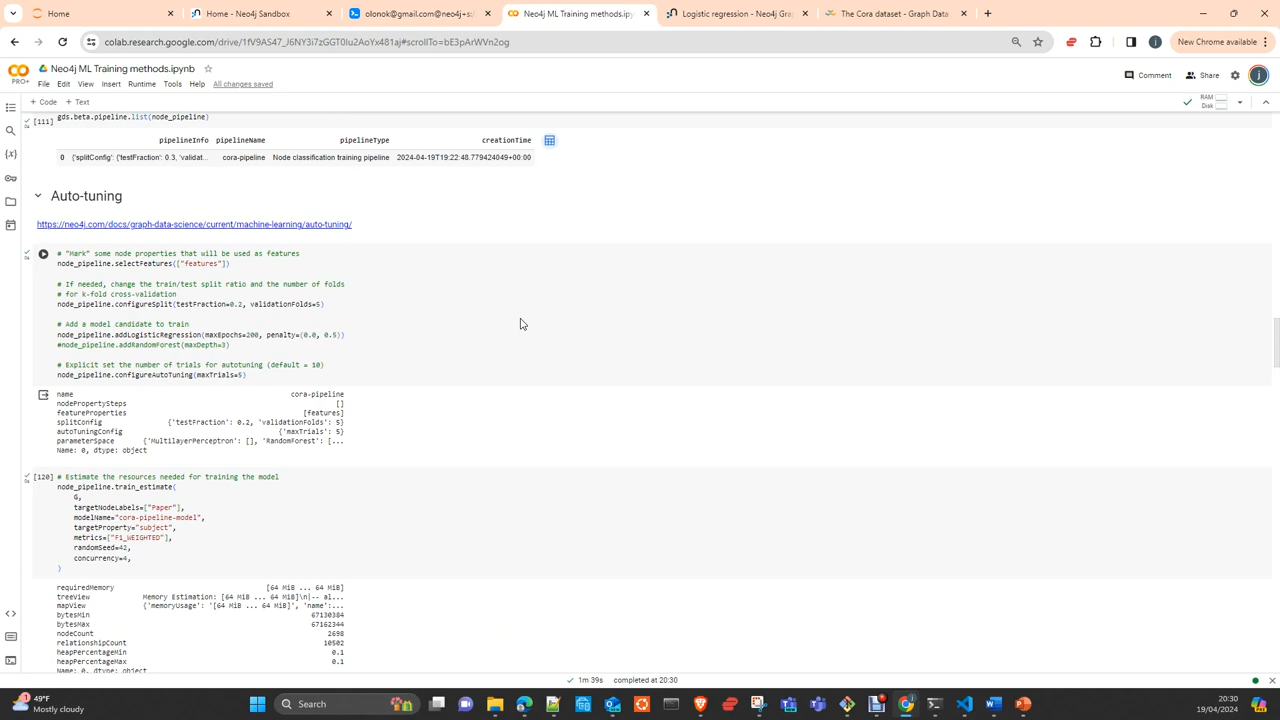 Home
Home - Neo4j Sandbox
olonok@gmail.com@neo4j-s:
Neo4j ML Training methods.ipynb
Logistic regression - Neo4j Gra
The Cora dataset - Graph Data
colab.research.google.com/drive/1fV9AS47_J6NY3i7zGGT0Iu2AoYx481aj#scrollTo=bE3pArWVn2og
New Chrome available
PRO+
Neo4j ML Training methods.ipynb
File Edit View Insert Runtime Tools Help All changes saved
Comment Share
+ Code + Text
RAM
Disk
[111] gds.beta.pipeline.list(node_pipeline)
pipelineInfo pipelineName pipelineType creationTime
0 {'splitConfig': {'testFraction': 0.3, 'validat... cora-pipeline Node classification training pipeline 2024-04-19T19:22:48.779424049+00:00
Auto-tuning
https://neo4j.com/docs/graph-data-science/current/machine-learning/auto-tuning/
# "Mark" some node properties that will be used as features
node_pipeline.selectFeatures(["features"])
# If needed, change the train/test split ratio and the number of folds
# for k-fold cross-validation
node_pipeline.configureSplit(testFraction=0.2, validationFolds=5)
# Add a model candidate to train
node_pipeline.addLogisticRegression(maxEpochs=200, penalty=(0.0, 0.5))
#node_pipeline.addRandomForest(maxDepth=3)
# Explicit set the number of trials for autotuning (default = 10)
node_pipeline.configureAutoTuning(maxTrials=5)
name cora-pipeline
nodePropertySteps []
featureProperties [features]
splitConfig {'testFraction': 0.2, 'validationFolds': 5}
autoTuningConfig {'maxTrials': 5}
parameterSpace {'MultilayerPerceptron': [], 'RandomForest': [...
Name: 0, dtype: object
[120] # Estimate the resources needed for training the model
node_pipeline.train_estimate(
G,
targetNodeLabels=["Paper"],
modelName="cora-pipeline-model",
targetProperty="subject",
metrics=["F1_WEIGHTED"],
randomSeed=42,
concurrency=4,
)
requiredMemory [64 MiB ... 64 MiB]
treeView Memory Estimation: [64 MiB ... 64 MiB]\n|-- al...
mapView {'memoryUsage': '[64 MiB ... 64 MiB]', 'name':...
bytesMin 67130384
bytesMax 67162344
nodeCount 2698
relationshipCount 10502
heapPercentageMin 0.1
heapPercentageMax 0.1
Name: 0, dtype: object
1m 39s completed at 20:30
49°F
Mostly cloudy
Search
20:30
19/04/2024